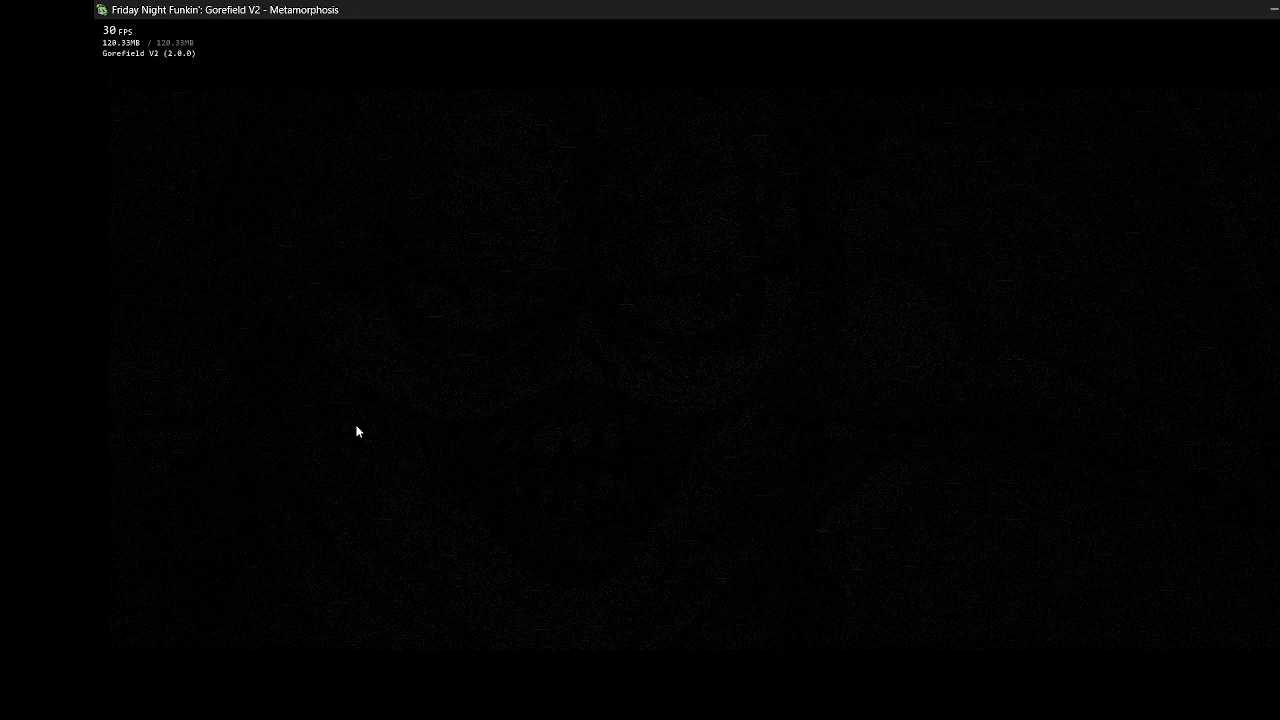 Friday Night Funkin': Gorefield V2 - Metamorphosis
30 FPS
120.33MB / 120.33MB
Gorefield V2 (2.0.0)